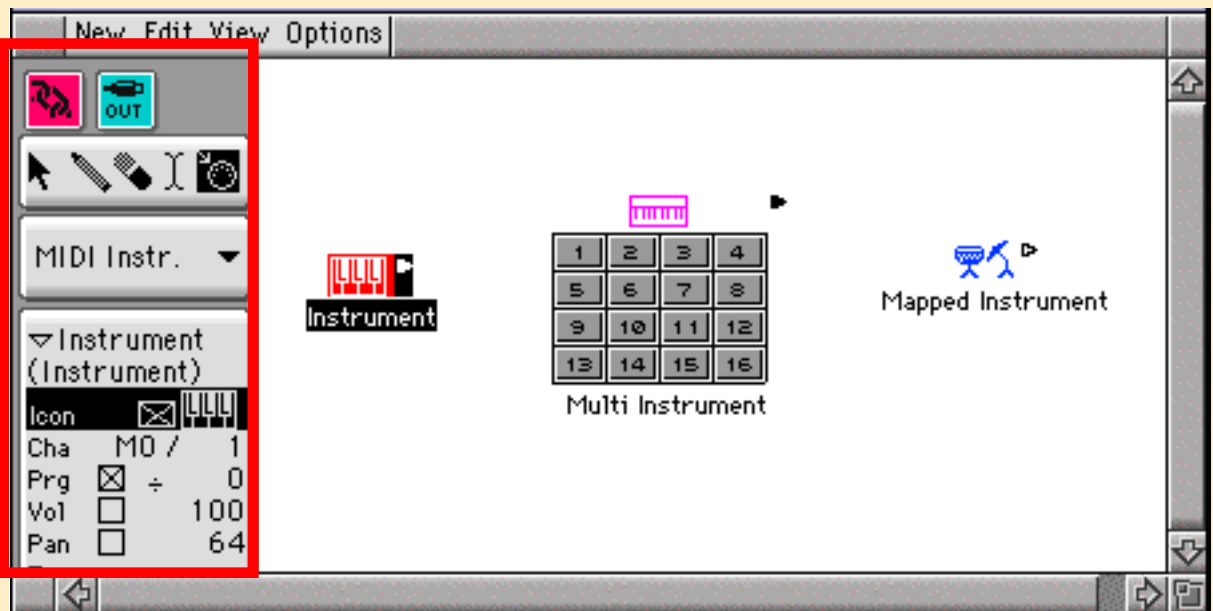 New Edit View Options
OUT
MIDI Instr.
Instrument
(Instrument)
Icon
Cha M0 / 1
Prg ÷ 0
Vol 100
Pan 64
Instrument
1 2 3 4
5 6 7 8
9 10 11 12
13 14 15 16
Multi Instrument
Mapped Instrument